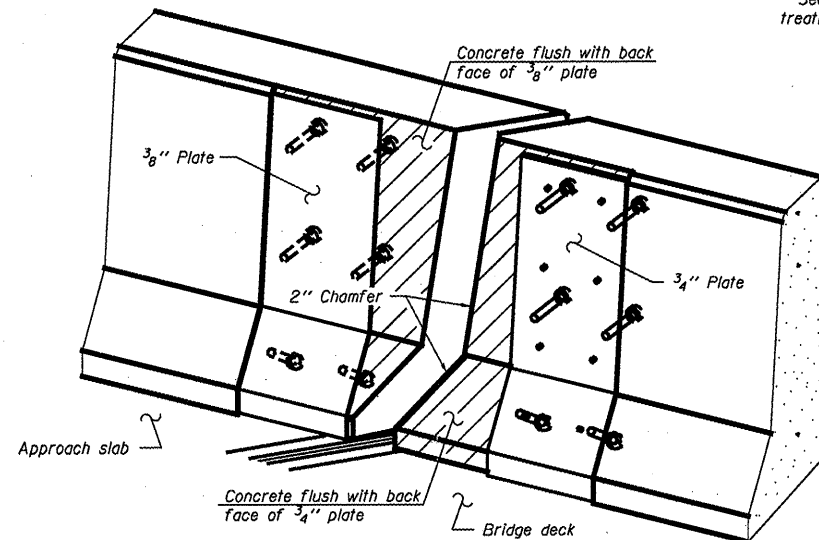 treat
Concrete flush with back
face of 3/8" plate
3/8" Plate
3/4" Plate
2" Chamfer
Approach slab
Concrete flush with back
face of 3/4" plate
Bridge deck